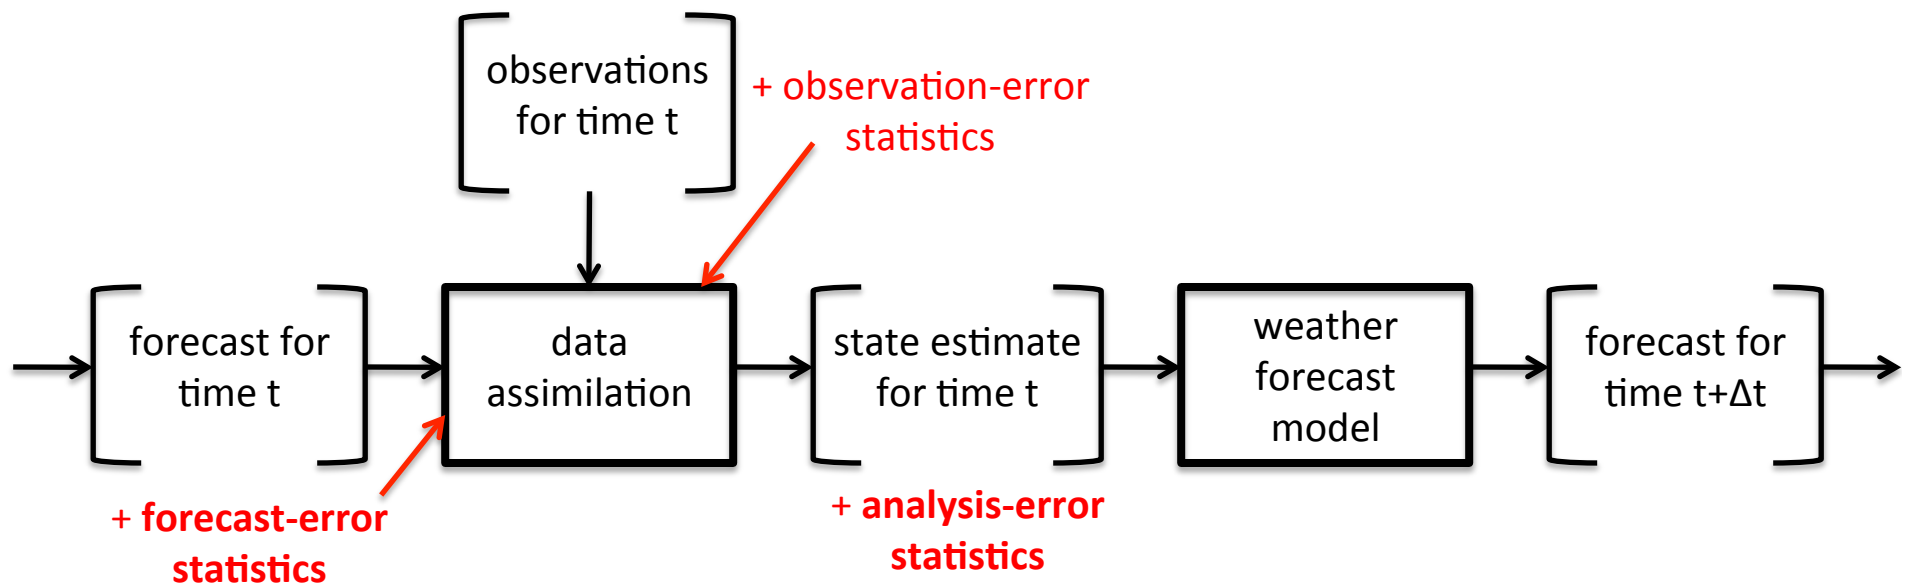 observations
for time t
+ observation-error
statistics
forecast for
time t
data
assimilation
state estimate
for time t
weather
forecast
model
forecast for
time t+Δt
+ forecast-error
statistics
+ analysis-error
statistics